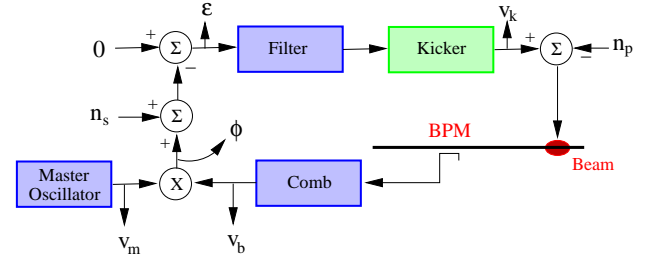 ε
v_k
0
+
Σ
Filter
Kicker
+
Σ
n_p
−
−
n_s
+
Σ
BPM
+
φ
Beam
Master
Oscillator
X
Comb
v_m
v_b